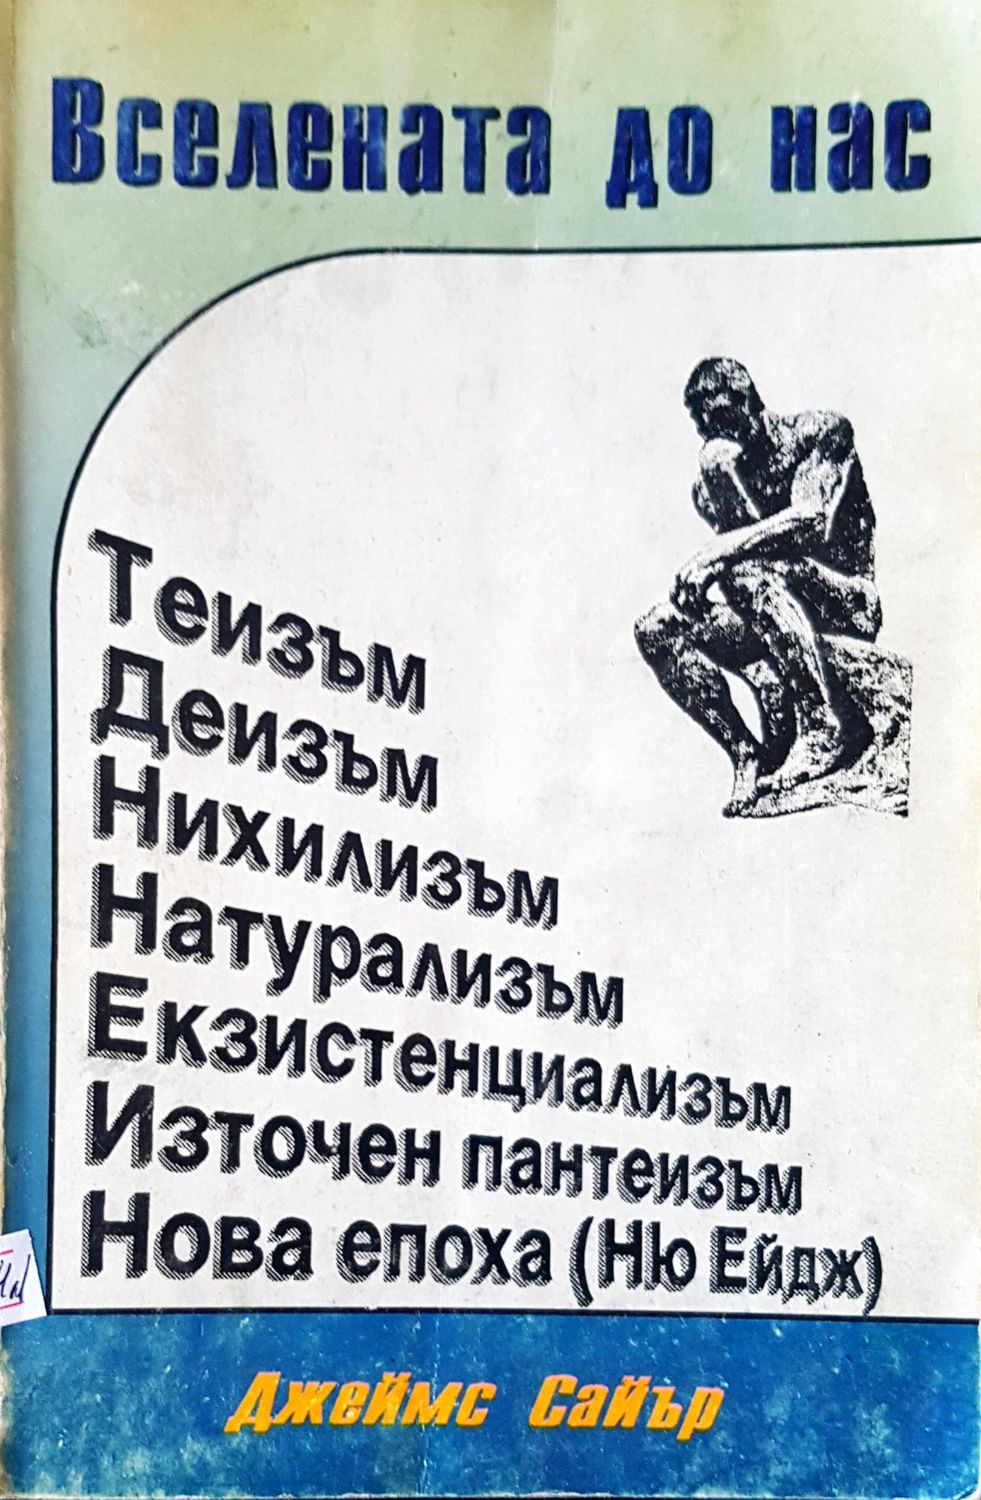 Вселената до нас
Теизъм
Деизъм
Нихилизъм
Натурализъм
Екзистенциализъм
Източен пантеизъм
Нова епоха (Ню Ейдж)
Джеймс Сайър